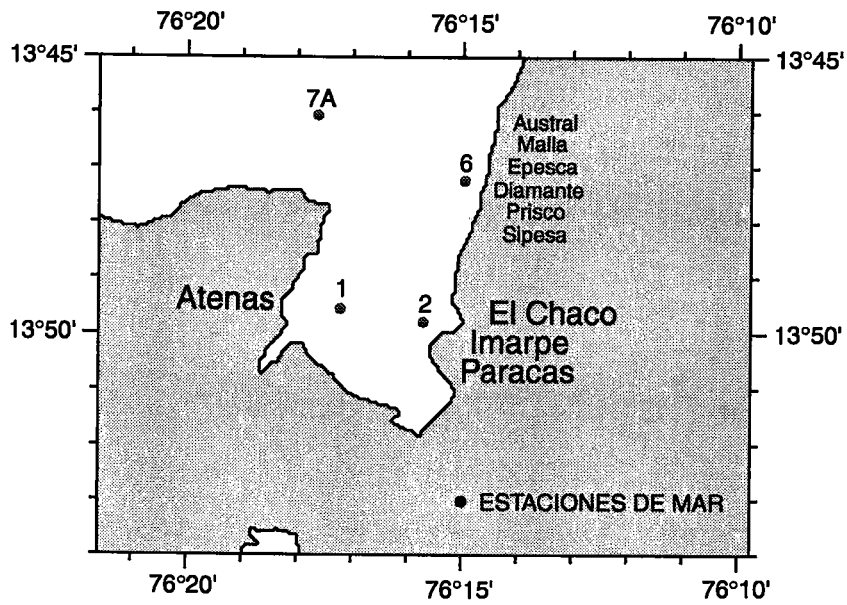 76°20' 76°15' 76°10'
13°45' 13°45'
7A
Austral
Malla
6 Epesca
Diamante
Prisco
Sipesa
Atenas 1 2 El Chaco
13°50' Imarpe 13°50'
Paracas
ESTACIONES DE MAR
76°20' 76°15' 76°10'